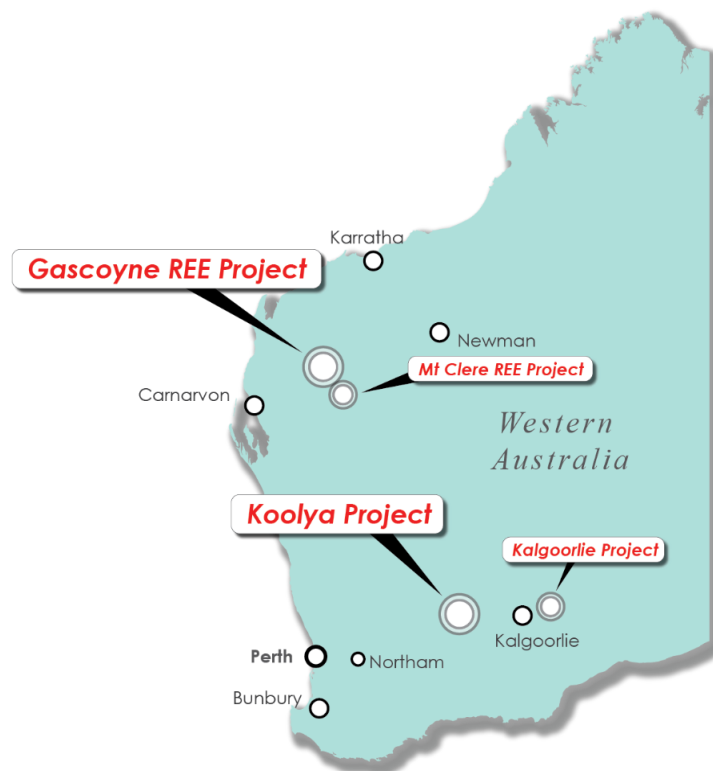 Karratha
Gascoyne REE Project
Newman
Mt Clere REE Project
Carnarvon
Western
Australia
Koolya Project
Kalgoorlie Project
Kalgoorlie
Perth
Northam
Bunbury